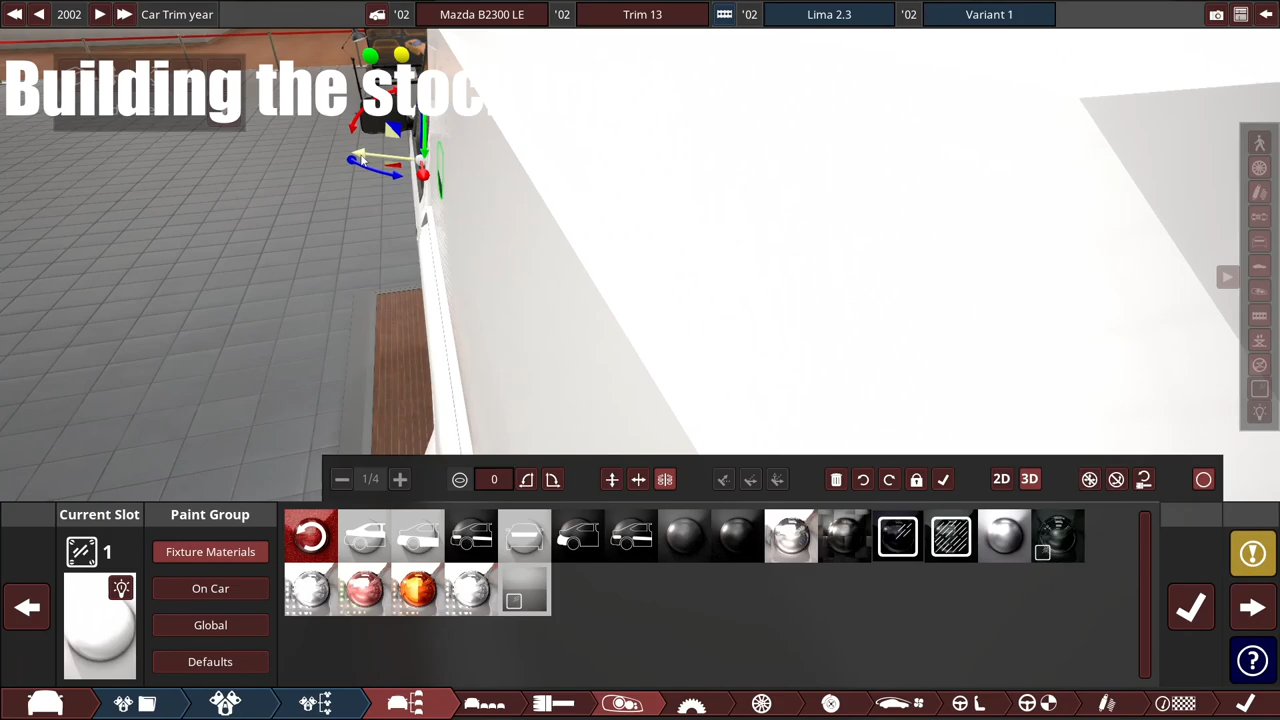 2002 Car Trim year '02 Mazda B2300 LE '02 Trim 13 '02 Lima 2.3 '02 Variant 1
Building the stoc
1/4 0 2D 3D
Current Slot Paint Group
1 Fixture Materials
On Car
Global
Defaults